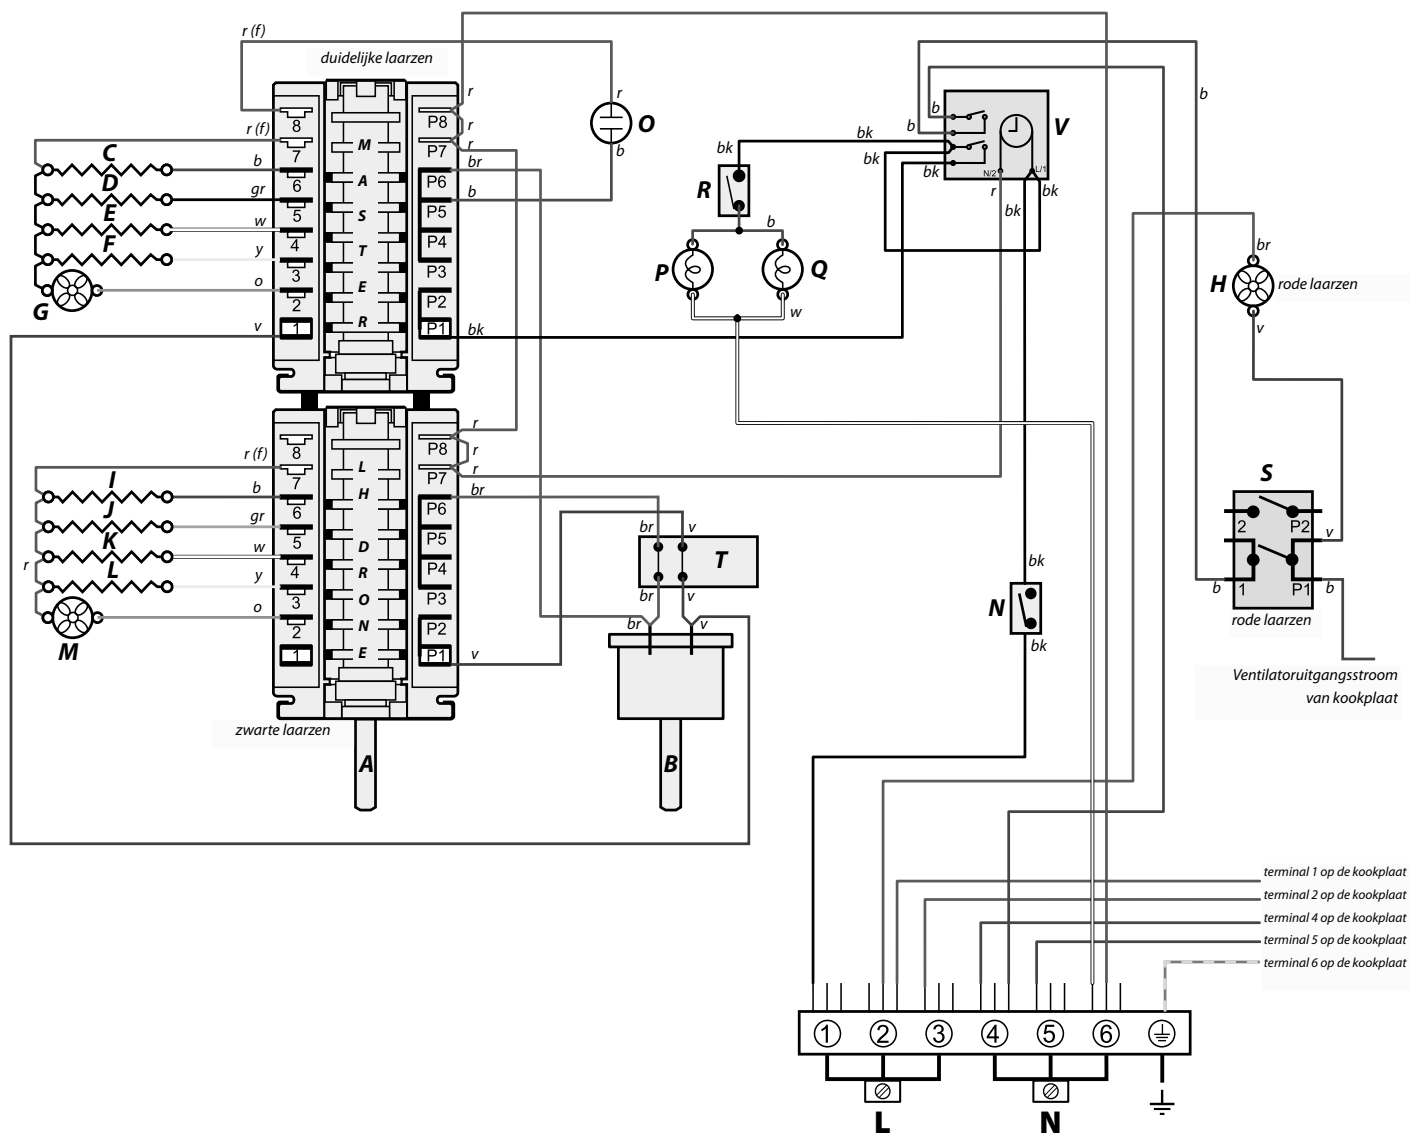 r (f)
duidelijke laarzen
r
8
P8
r
r
O
b
b
b
b
V
bk
bk
bk
bk
N/2
L/1
r
bk
bk
r (f)
7
M
P7
r
C
b
6
A
P6
br
D
gr
5
S
P5
b
E
w
4
T
P4
F
y
3
E
P3
G
o
2
P2
v
1
R
P1
bk
R
b
P
Q
w
b
br
H
rode laarzen
v
8
P8
r
r
r (f)
7
L
P7
r
I
b
6
H
P6
br
J
gr
5
D
P5
K
w
4
R
P4
r
L
y
3
O
P3
M
o
2
N
P2
1
E
P1
v
br
v
T
br
v
br
v
bk
N
bk
S
2
P2
v
b
1
P1
b
rode laarzen
Ventilatoruitgangsstroom
van kookplaat
zwarte laarzen
A
B
terminal 1 op de kookplaat
terminal 2 op de kookplaat
terminal 4 op de kookplaat
terminal 5 op de kookplaat
terminal 6 op de kookplaat
1
2
3
4
5
6
L
N